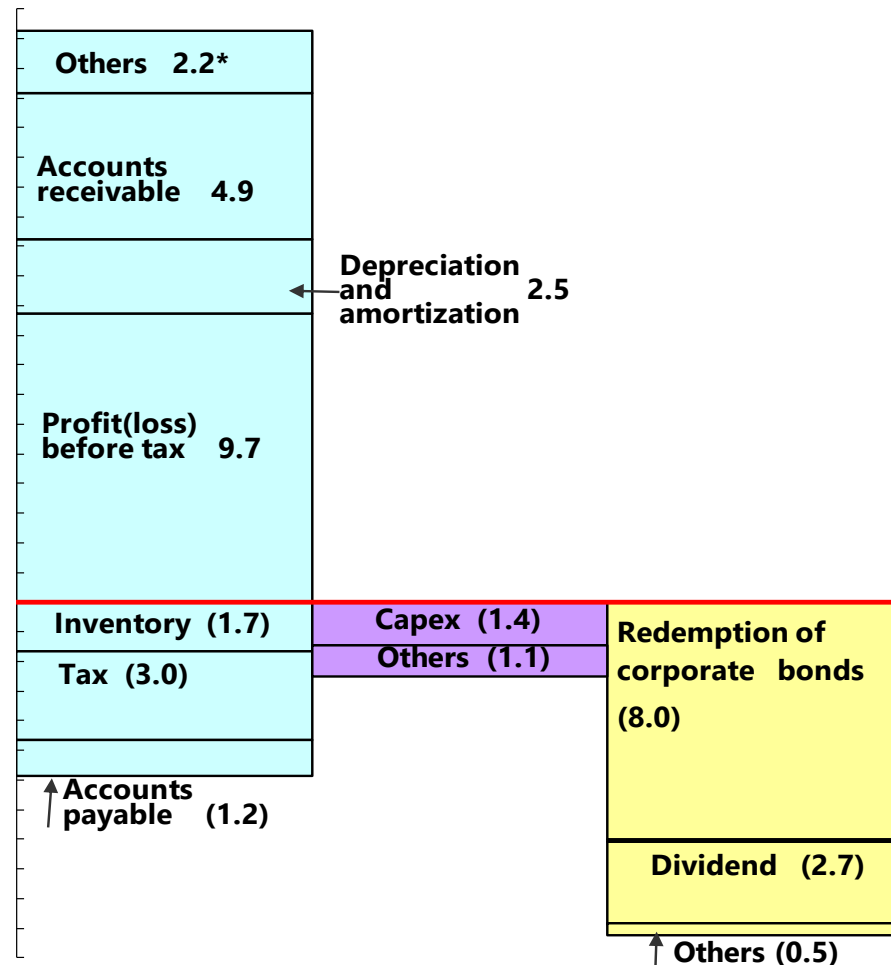 Others 2.2*
Accounts
receivable 4.9
Depreciation
and 2.5
amortization
Profit(loss)
before tax 9.7
Inventory (1.7)
Capex (1.4)
Redemption of
corporate bonds
(8.0)
Others (1.1)
Tax (3.0)
Accounts
payable (1.2)
Dividend (2.7)
Others (0.5)